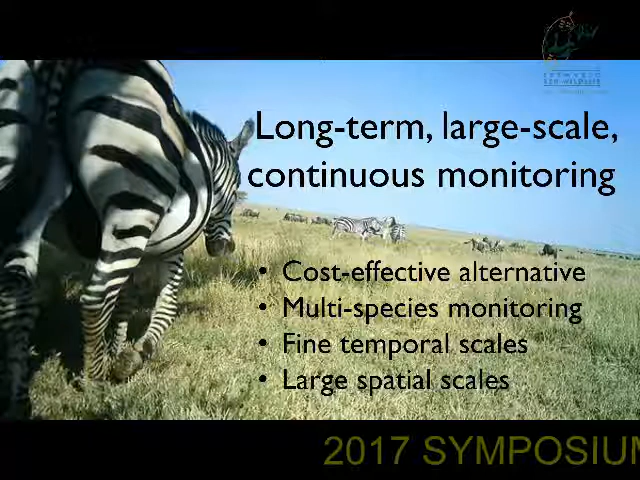 Long-term, large-scale,
continuous monitoring
• Cost-effective alternative
• Multi-species monitoring
• Fine temporal scales
• Large spatial scales
2017 SYMPOSIUM